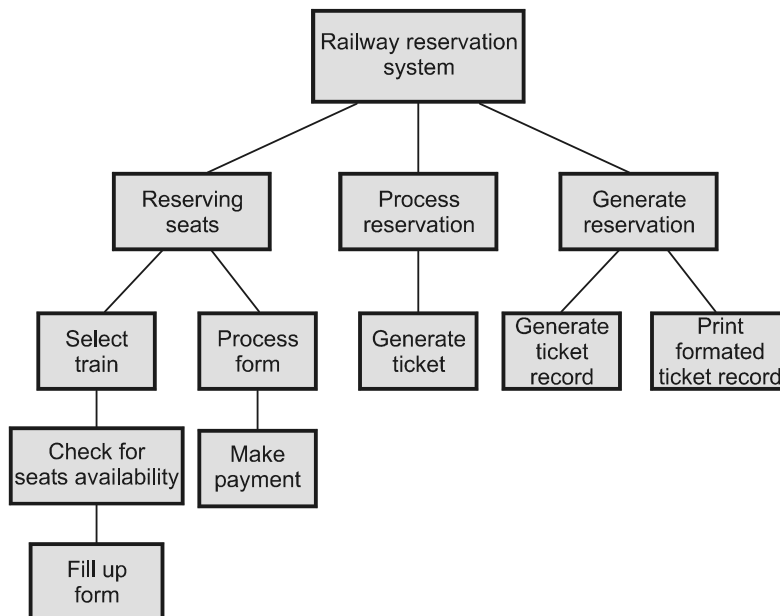 Railway reservation
system
Reserving
seats
Process
reservation
Generate
reservation
Select
train
Process
form
Generate
ticket
Generate
ticket
record
Print
formated
ticket record
Check for
seats availability
Make
payment
Fill up
form